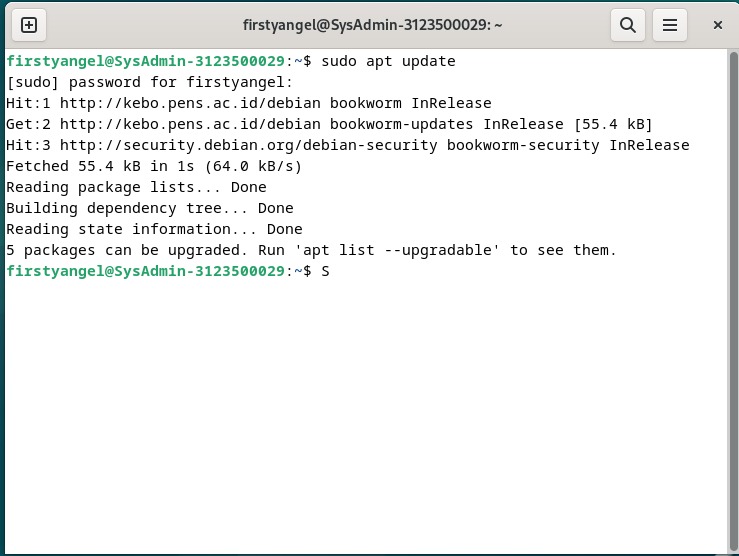 firstyangel@SysAdmin-3123500029: ~
firstyangel@SysAdmin-3123500029:~$ sudo apt update
[sudo] password for firstyangel:
Hit:1 http://kebo.pens.ac.id/debian bookworm InRelease
Get:2 http://kebo.pens.ac.id/debian bookworm-updates InRelease [55.4 kB]
Hit:3 http://security.debian.org/debian-security bookworm-security InRelease
Fetched 55.4 kB in 1s (64.0 kB/s)
Reading package lists... Done
Building dependency tree... Done
Reading state information... Done
5 packages can be upgraded. Run 'apt list --upgradable' to see them.
firstyangel@SysAdmin-3123500029:~$ S